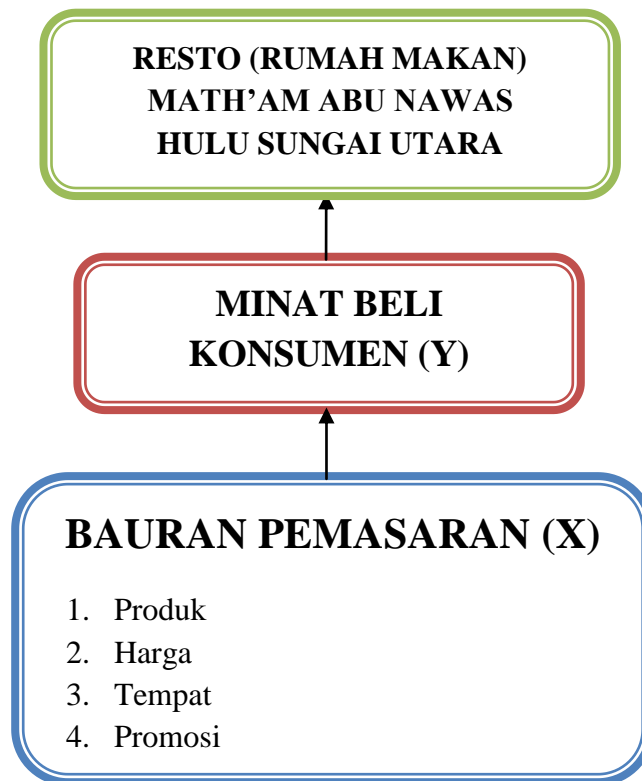 RESTO (RUMAH MAKAN)
MATH’AM ABU NAWAS
HULU SUNGAI UTARA
MINAT BELI
KONSUMEN (Y)
BAURAN PEMASARAN (X)
1. Produk
2. Harga
3. Tempat
4. Promosi